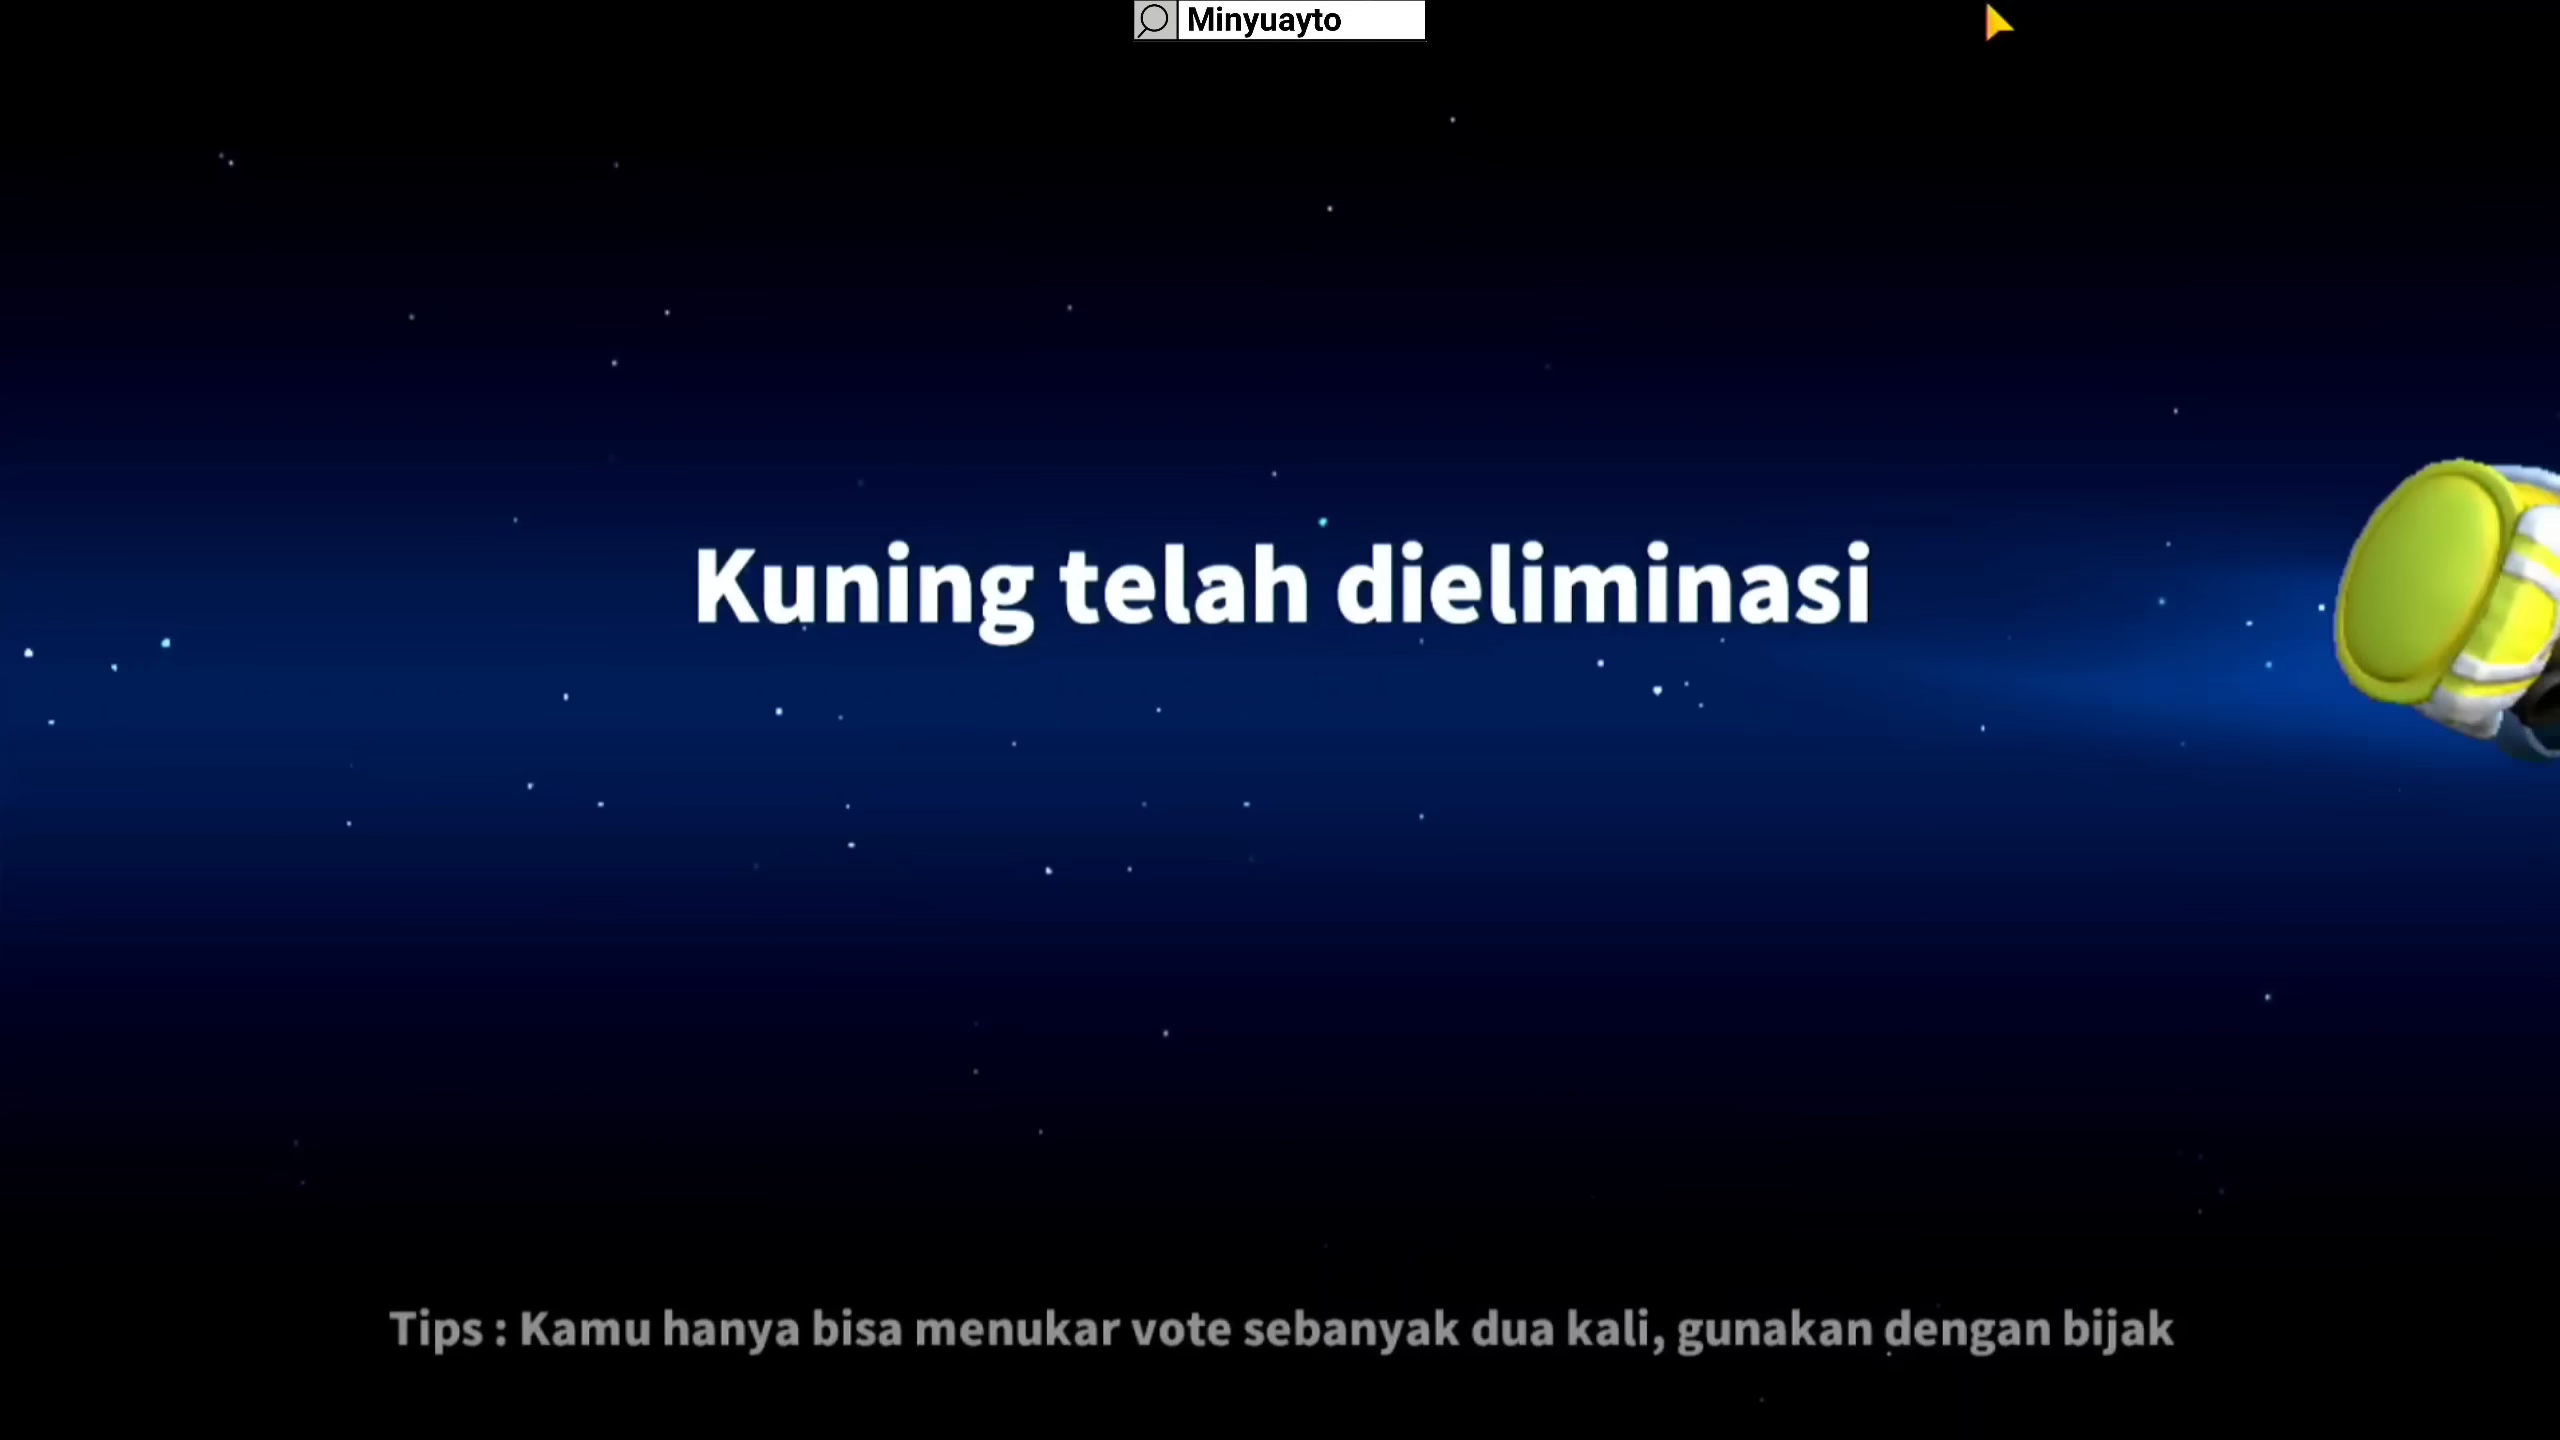 Minyuayto
Kuning telah dieliminasi
Tips : Kamu hanya bisa menukar vote sebanyak dua kali, gunakan dengan bijak